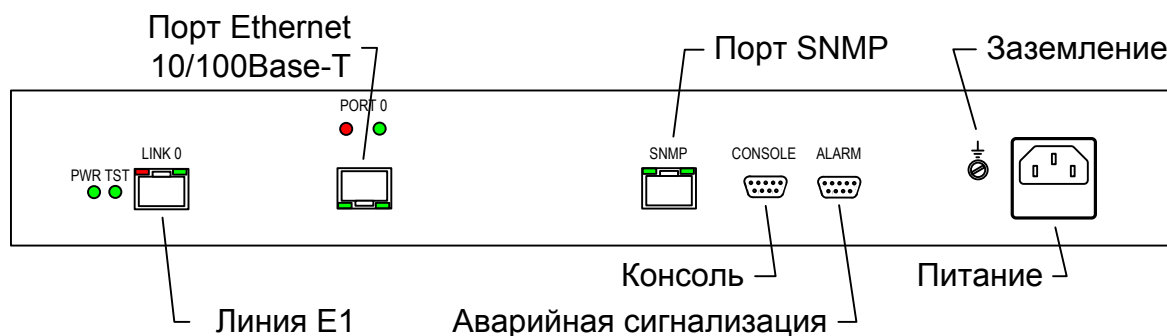 Порт Ethernet
10/100Base-T
Порт SNMP
Заземление
PORT 0
LINK 0
SNMP
CONSOLE
ALARM
PWR TST
Консоль
Питание
Линия E1
Аварийная сигнализация